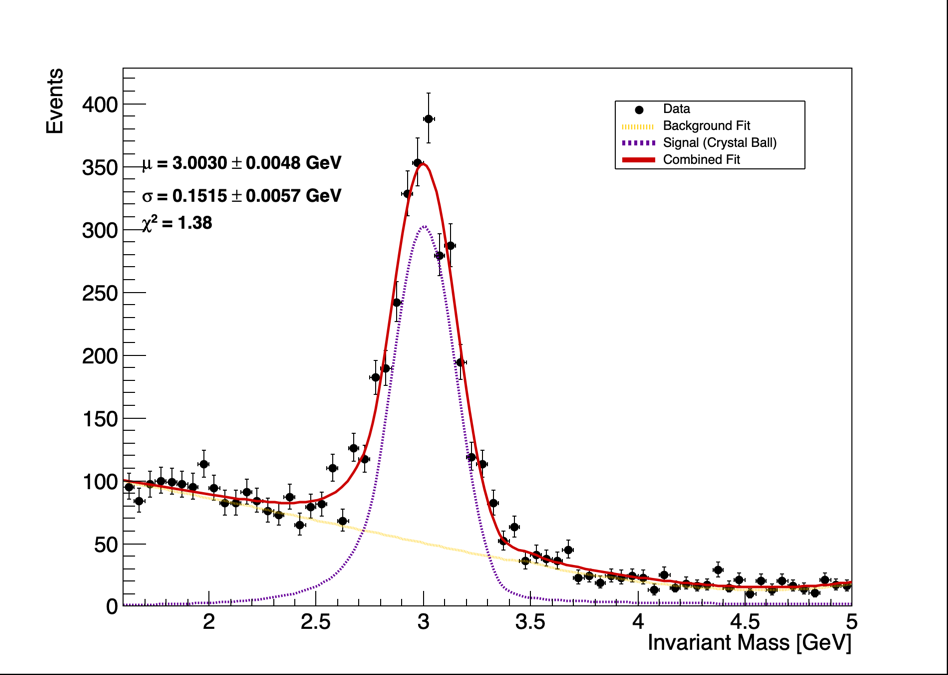 Events
400
350
300
250
200
150
100
50
0
μ = 3.0030 ± 0.0048 GeV
σ = 0.1515 ± 0.0057 GeV
χ² = 1.38
Data
Background Fit
Signal (Crystal Ball)
Combined Fit
2 2.5 3 3.5 4 4.5 5
Invariant Mass [GeV]